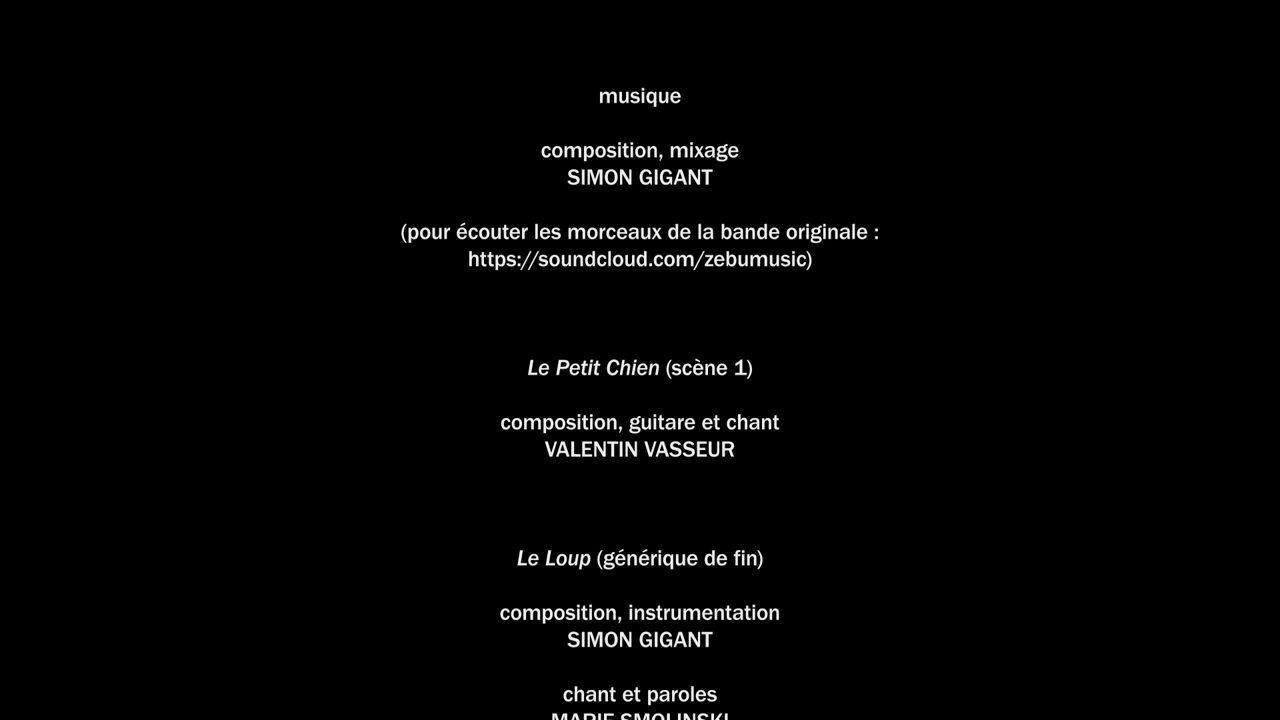 musique
composition, mixage
SIMON GIGANT
(pour écouter les morceaux de la bande originale :
https://soundcloud.com/zebumusic)
Le Petit Chien (scène 1)
composition, guitare et chant
VALENTIN VASSEUR
Le Loup (générique de fin)
composition, instrumentation
SIMON GIGANT
chant et paroles
MARIE SMOLINSKI